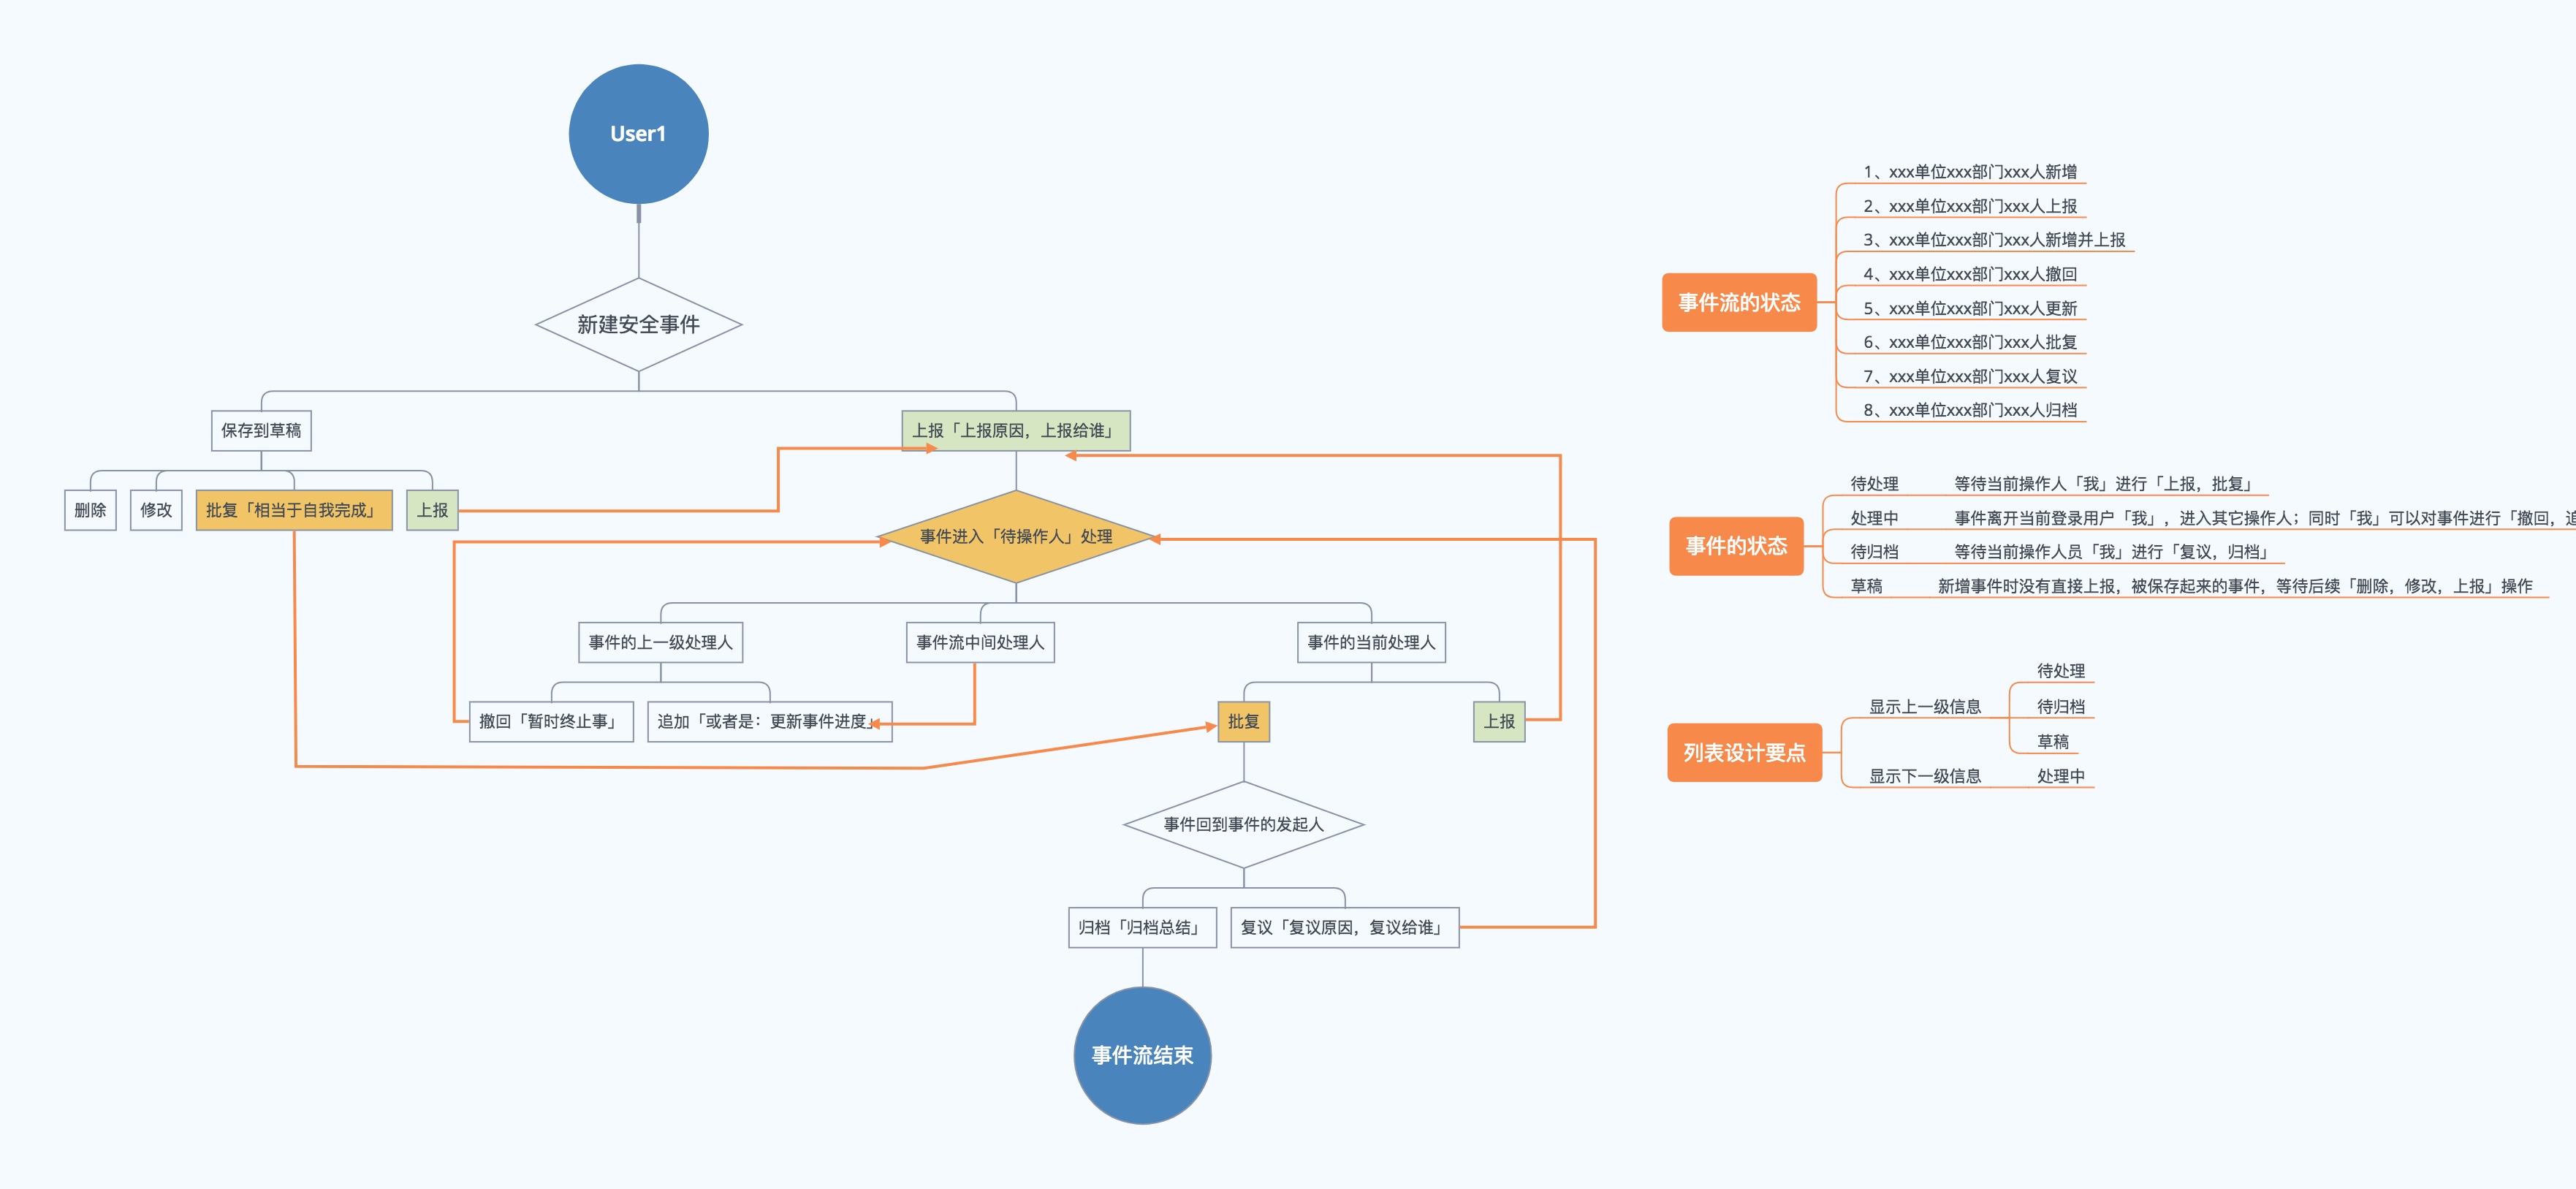 User1
新建安全事件
保存到草稿
上报「上报原因，上报给谁」
删除
修改
批复「相当于自我完成」
上报
事件进入「待操作人」处理
事件的上一级处理人
事件流中间处理人
事件的当前处理人
撤回「暂时终止事」
追加「或者是：更新事件进度」
批复
上报
事件回到事件的发起人
归档「归档总结」
复议「复议原因，复议给谁」
事件流结束
事件流的状态
1、xxx单位xxx部门xxx人新增
2、xxx单位xxx部门xxx人上报
3、xxx单位xxx部门xxx人新增并上报
4、xxx单位xxx部门xxx人撤回
5、xxx单位xxx部门xxx人更新
6、xxx单位xxx部门xxx人批复
7、xxx单位xxx部门xxx人复议
8、xxx单位xxx部门xxx人归档
事件的状态
待处理 等待当前操作人「我」进行「上报，批复」
处理中 事件离开当前登录用户「我」，进入其它操作人；同时「我」可以对事件进行「撤回，追
待归档 等待当前操作人员「我」进行「复议，归档」
草稿 新增事件时没有直接上报，被保存起来的事件，等待后续「删除，修改，上报」操作
列表设计要点
显示上一级信息
待处理
待归档
草稿
显示下一级信息
处理中